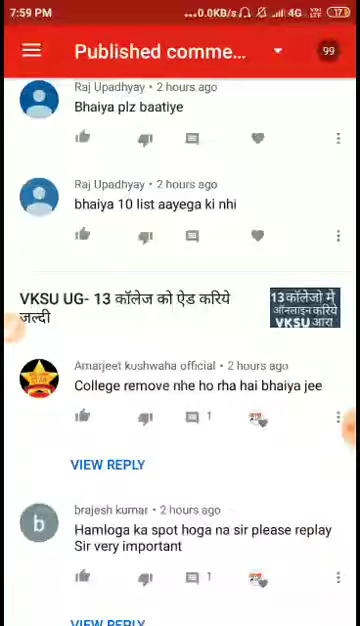 7:59 PM
...0.0KB/s 4G VoLTE 17
Published comme...
99
Raj Upadhyay • 2 hours ago
Bhaiya plz baatiye
Raj Upadhyay • 2 hours ago
bhaiya 10 list aayega ki nhi
VKSU UG- 13 कॉलेज को ऐड करिये
जल्दी
13कॉलेजो में
ऑनलाइन करिये
VKSU आरा
Amarjeet kushwaha official • 2 hours ago
College remove nhe ho rha hai bhaiya jee
1
VIEW REPLY
b
brajesh kumar • 2 hours ago
Hamloga ka spot hoga na sir please replay
Sir very important
1
VIEW REPLY